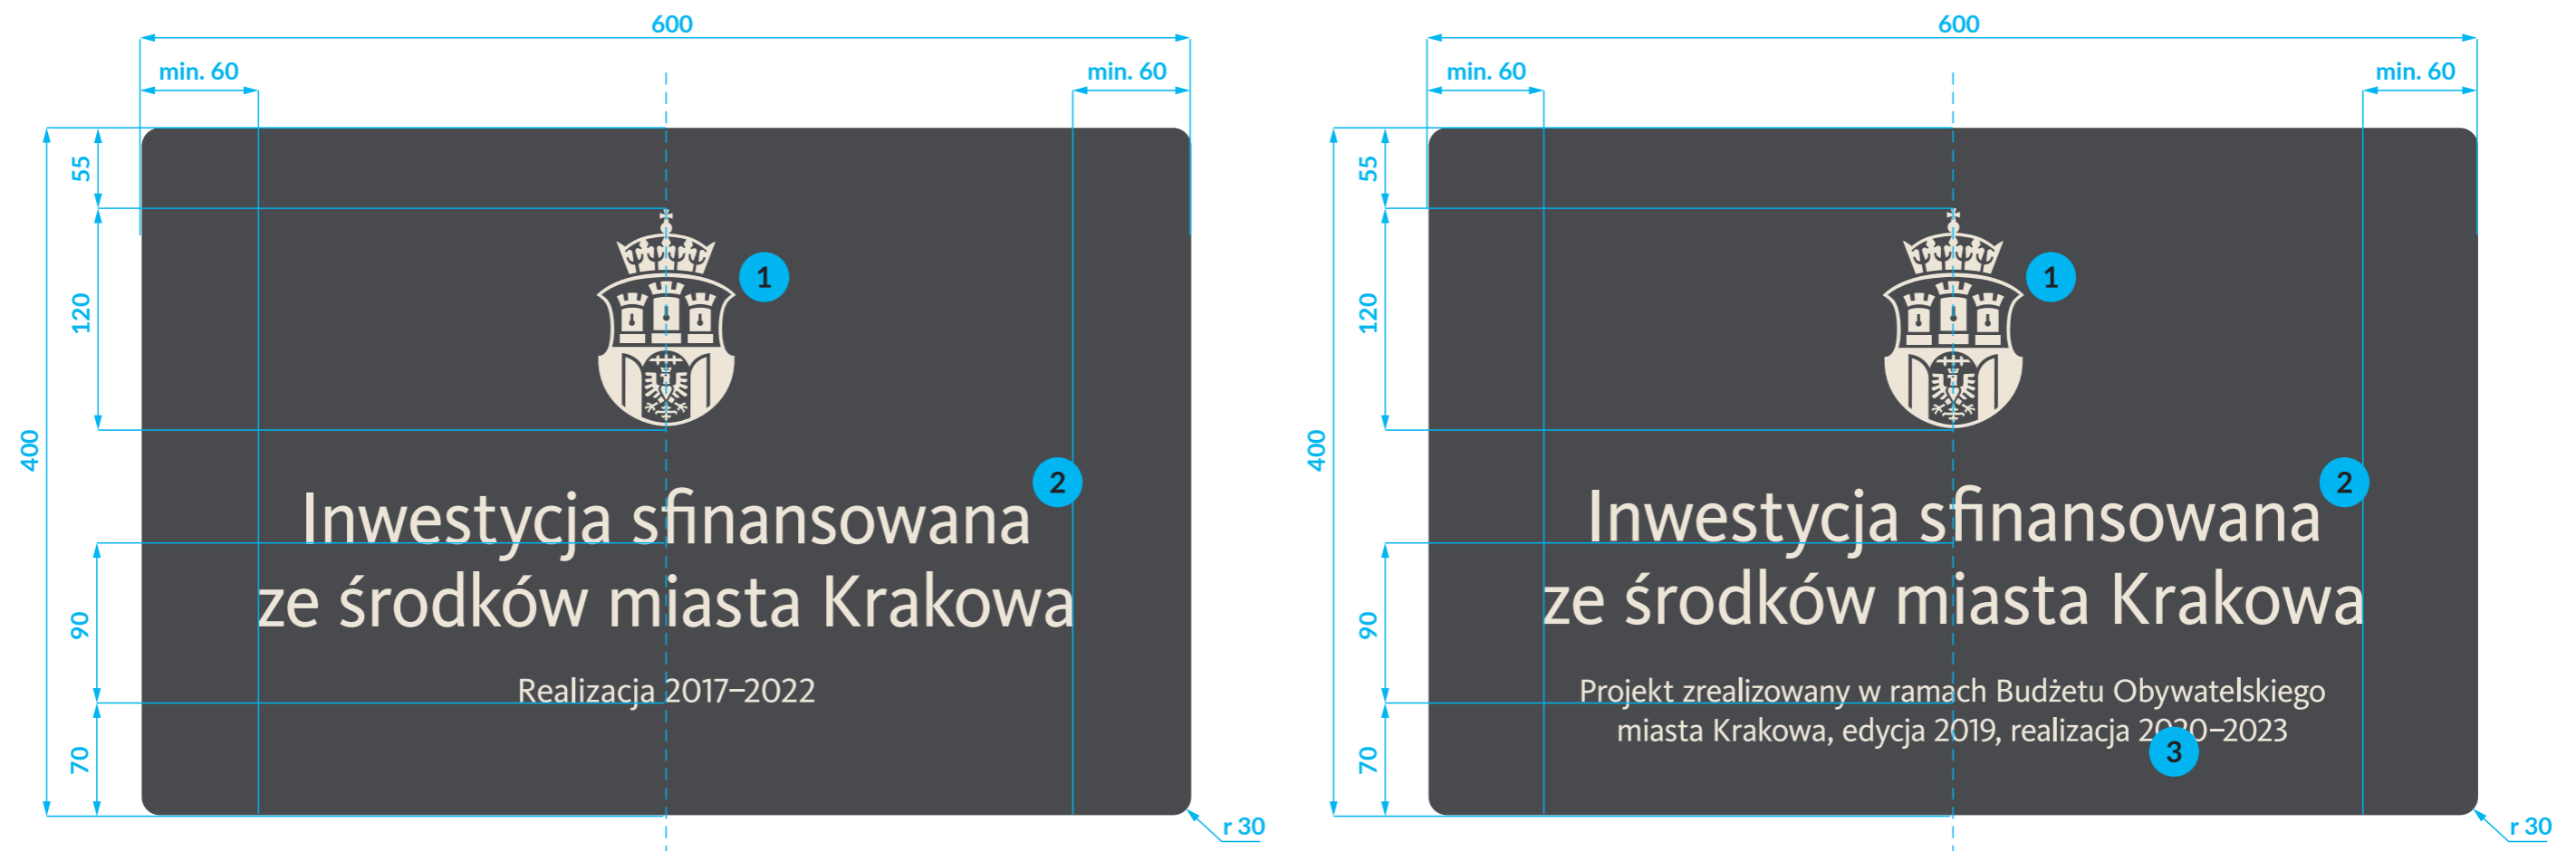 600
min. 60
min. 60
400
55
120
90
70
1
2
Inwestycja sfinansowana
ze środków miasta Krakowa
Realizacja 2017–2022
r 30
600
min. 60
min. 60
400
55
120
90
70
1
2
Inwestycja sfinansowana
ze środków miasta Krakowa
Projekt zrealizowany w ramach Budżetu Obywatelskiego
miasta Krakowa, edycja 2019, realizacja 2020–2023
3
r 30